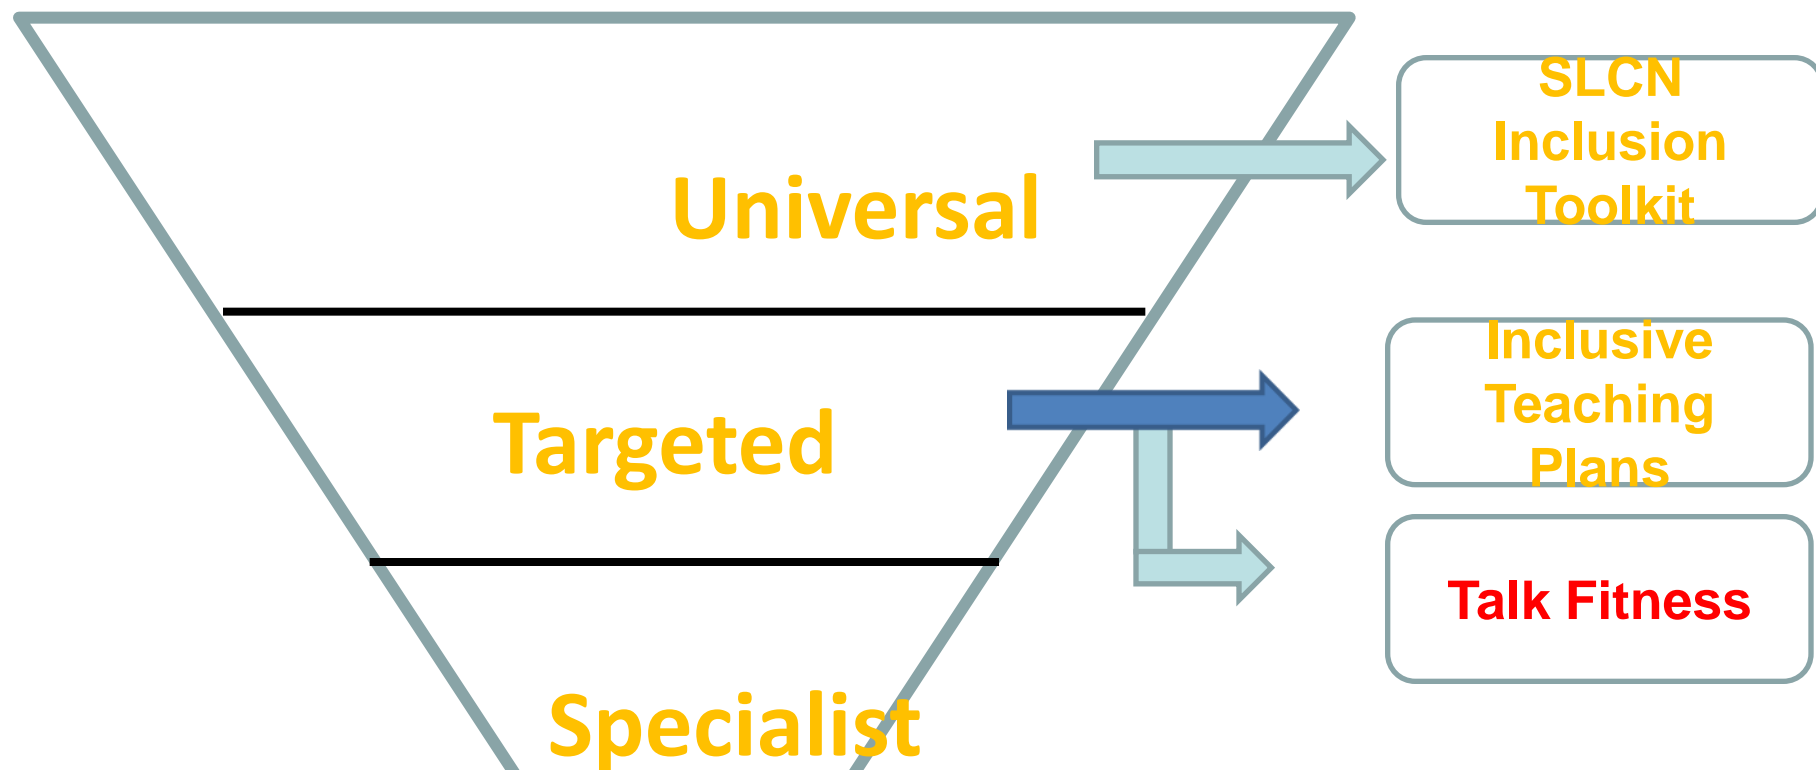 Universal
SLCN
Inclusion
Toolkit
Targeted
Inclusive
Teaching
Plans
Talk Fitness
Specialist